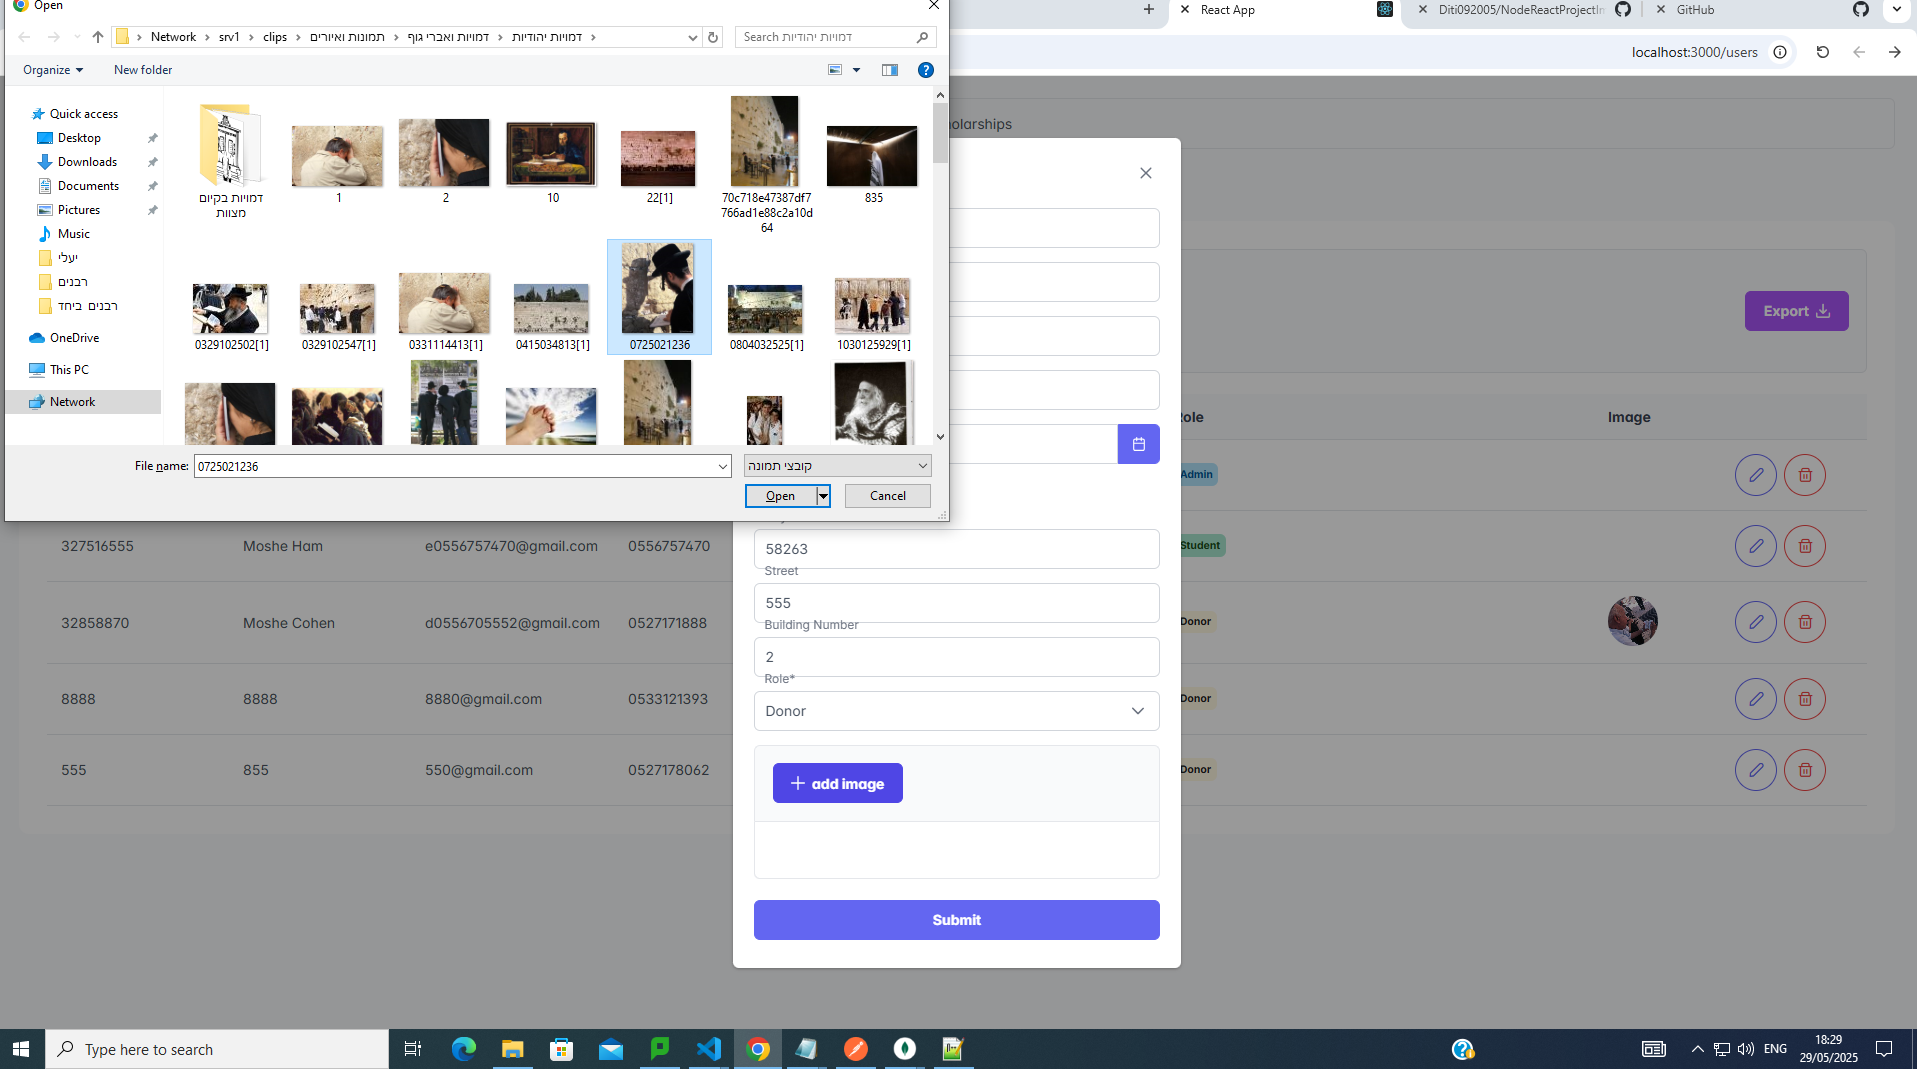 Open
React App
Diti092005/NodeReactProjectIm
GitHub
Network
srv1
clips
תמונות ואיורים
דמויות ואברי גוף
דמויות יהודיות
Search דמויות יהודיות
localhost:3000/users
Organize
New folder
Quick access
Desktop
Downloads
Documents
Pictures
Music
יעלי
רבנים
רבנים ביחד
OneDrive
This PC
Network
דמויות בקיום
מצוות
1
2
10
22[1]
70c718e47387df7
766ad1e88c2a10d
64
835
0329102502[1]
0329102547[1]
0331114413[1]
0415034813[1]
0725021236
0804032525[1]
1030125929[1]
File name:
0725021236
קובצי תמונה
Open
Cancel
olarships
Export
ole
Image
Admin
327516555
Moshe Ham
e0556757470@gmail.com
0556757470
Student
32858870
Moshe Cohen
d0556705552@gmail.com
0527171888
Donor
8888
8888
8880@gmail.com
0533121393
Donor
555
855
550@gmail.com
0527178062
Donor
58263
Street
555
Building Number
2
Role*
Donor
add image
Submit
Type here to search
ENG
18:29
29/05/2025